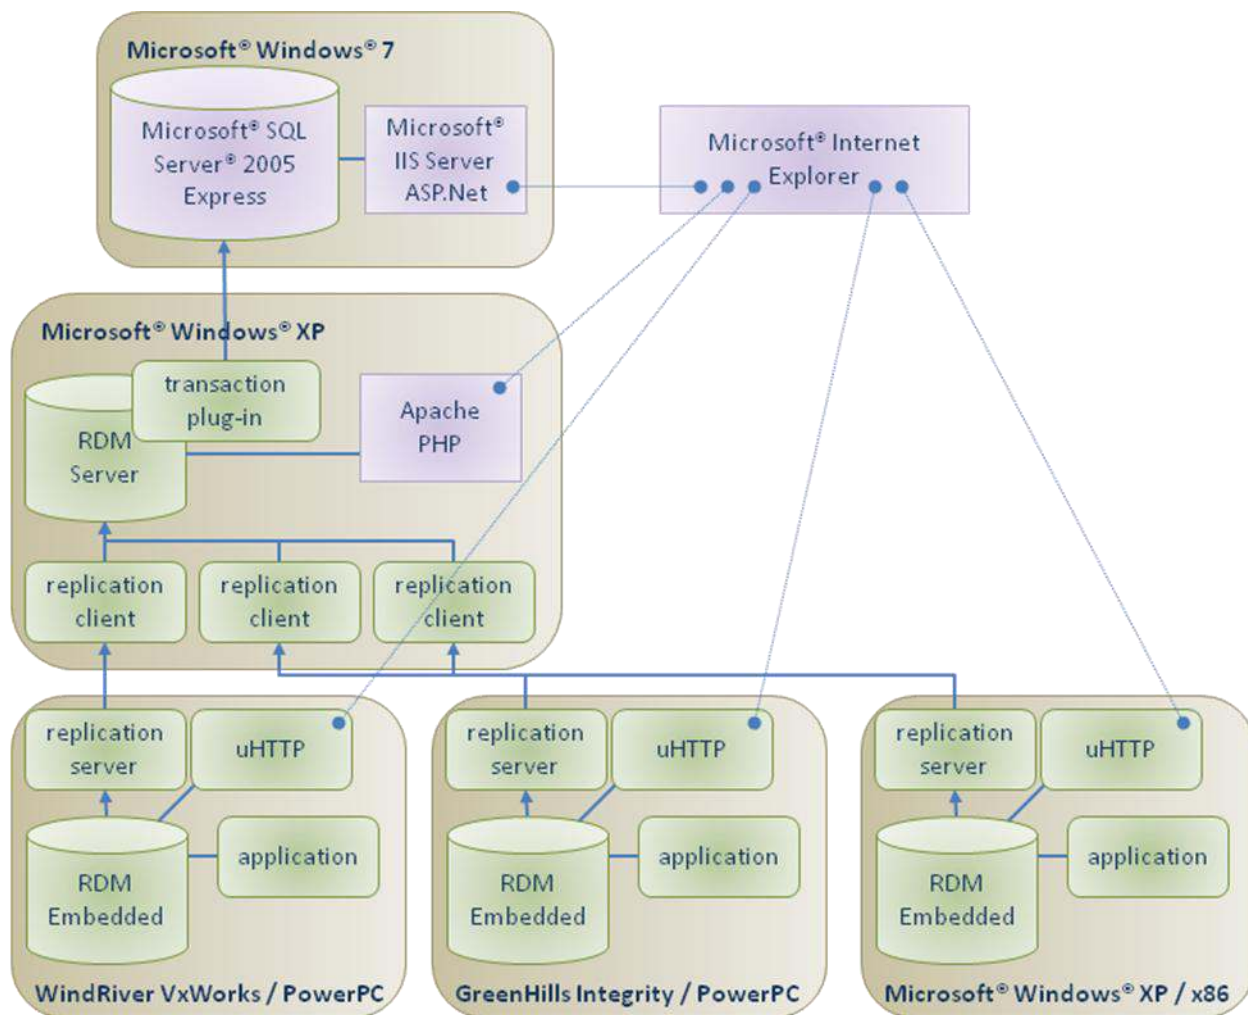 Microsoft® Windows® 7
Microsoft® SQL
Server® 2005
Express
Microsoft®
IIS Server
ASP.Net
Microsoft® Internet
Explorer
Microsoft® Windows® XP
transaction
plug-in
RDM
Server
Apache
PHP
replication
client
replication
client
replication
client
replication
server
uHTTP
RDM
Embedded
application
WindRiver VxWorks / PowerPC
replication
server
uHTTP
RDM
Embedded
application
GreenHills Integrity / PowerPC
replication
server
uHTTP
RDM
Embedded
application
Microsoft® Windows® XP / x86